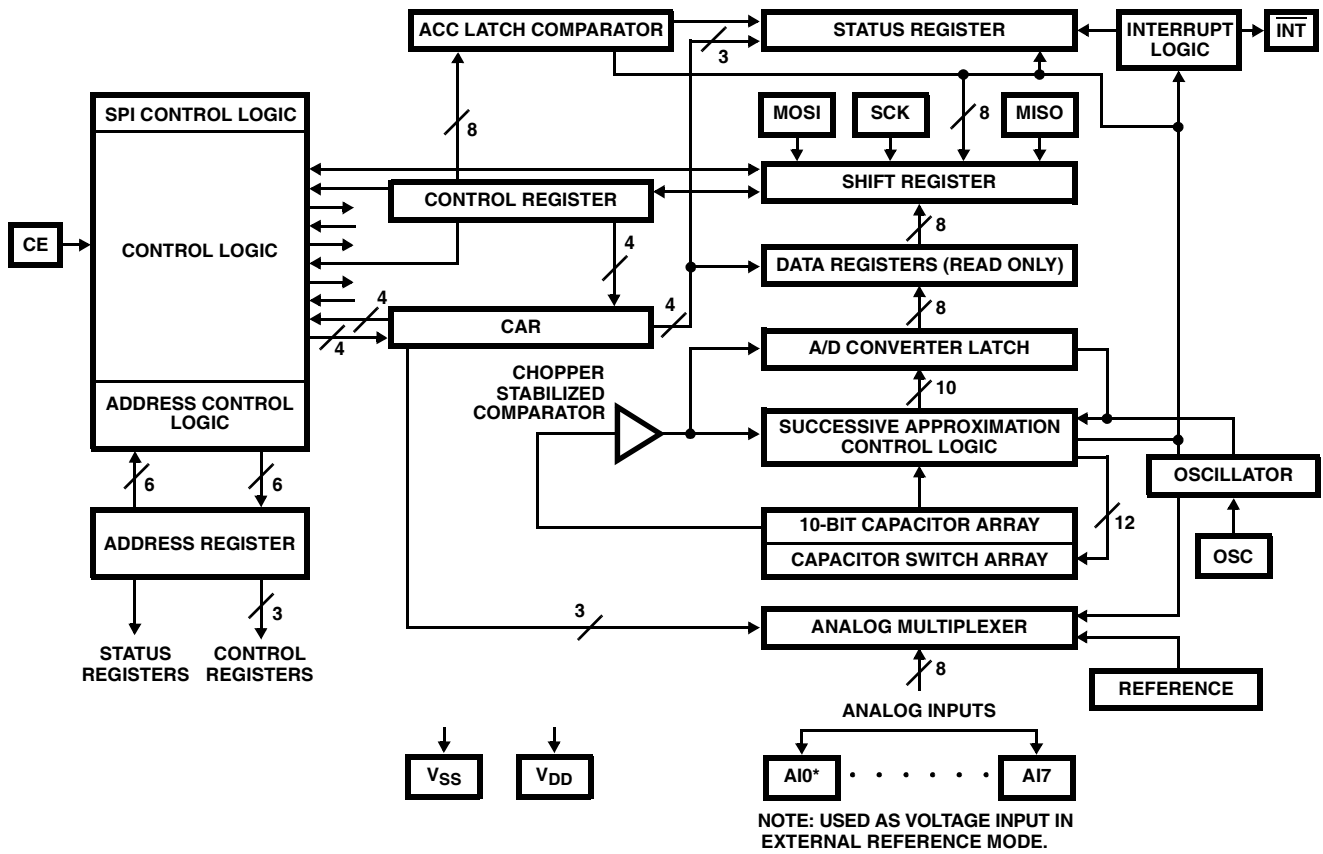 ACC LATCH COMPARATOR
STATUS REGISTER
INTERRUPT
LOGIC
INT
3
SPI CONTROL LOGIC
8
MOSI
SCK
8
MISO
SHIFT REGISTER
CONTROL REGISTER
CE
CONTROL LOGIC
8
4
DATA REGISTERS (READ ONLY)
4
4
8
CAR
4
A/D CONVERTER LATCH
CHOPPER
STABILIZED
COMPARATOR
10
ADDRESS CONTROL
LOGIC
SUCCESSIVE APPROXIMATION
CONTROL LOGIC
6
6
OSCILLATOR
12
10-BIT CAPACITOR ARRAY
CAPACITOR SWITCH ARRAY
ADDRESS REGISTER
OSC
3
3
ANALOG MULTIPLEXER
STATUS
REGISTERS
CONTROL
REGISTERS
8
REFERENCE
ANALOG INPUTS
VSS
VDD
AI0* · · · · · · AI7
NOTE: USED AS VOLTAGE INPUT IN
EXTERNAL REFERENCE MODE.